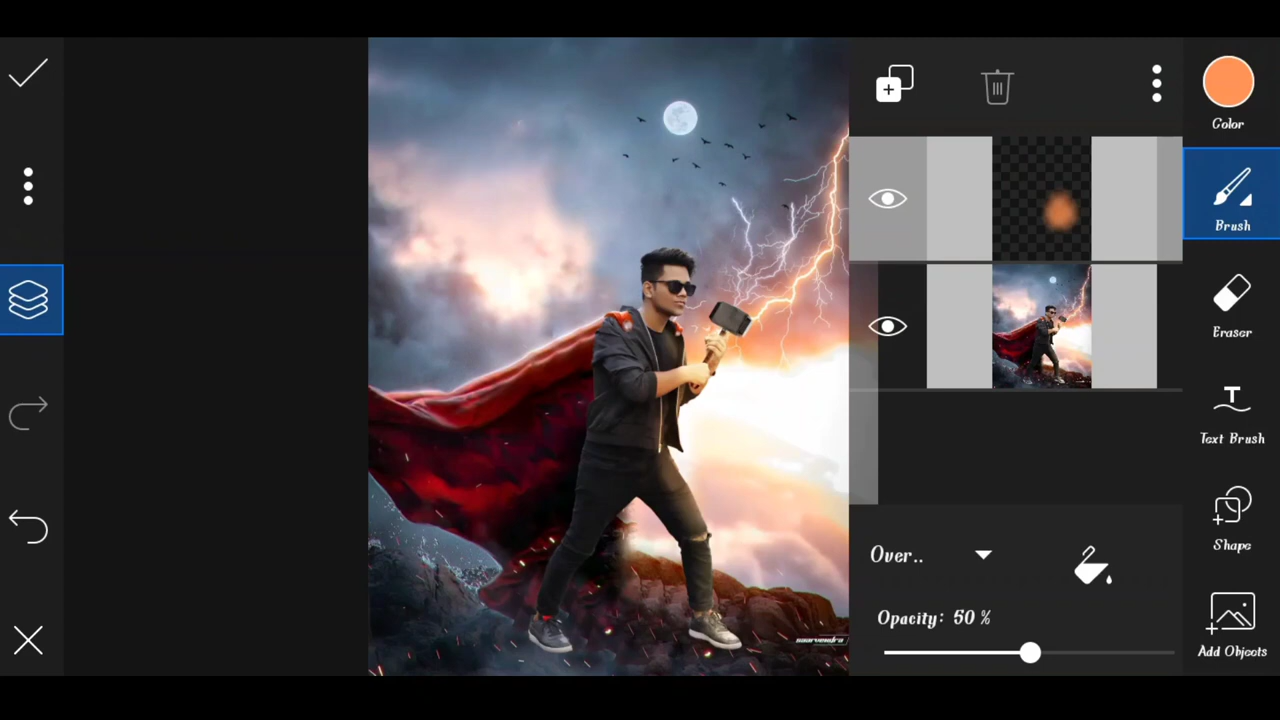 Color
Brush
Eraser
T
Text Brush
Shape
Add Objects
Over..
Opacity: 50 %